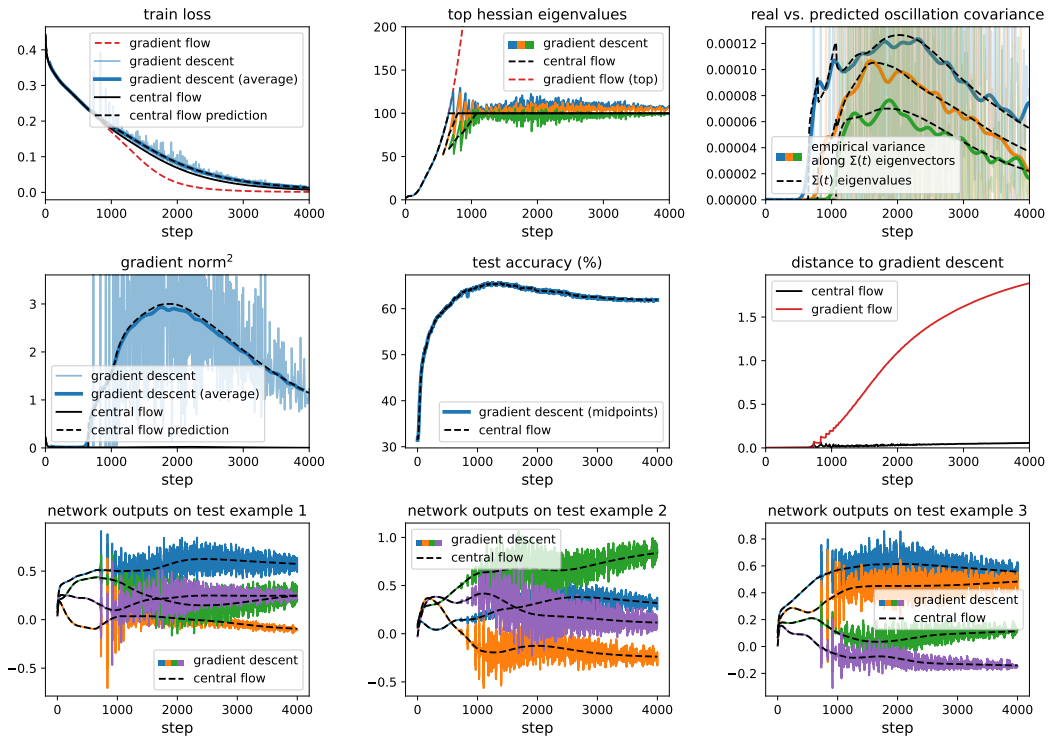 train loss
0.4
0.3
0.2
0.1
0.0
0
1000
2000
3000
4000
step
gradient flow
gradient descent
gradient descent (average)
central flow
central flow prediction
top hessian eigenvalues
200
175
150
125
100
75
50
25
0
0
1000
2000
3000
4000
step
gradient descent
central flow
gradient flow (top)
real vs. predicted oscillation covariance
0.00012
0.00010
0.00008
0.00006
0.00004
0.00002
0.00000
0
1000
2000
3000
4000
step
empirical variance
along Σ(t) eigenvectors
Σ(t) eigenvalues
gradient norm²
3
2
1
0
0
1000
2000
3000
4000
step
gradient descent
gradient descent (average)
central flow
central flow prediction
test accuracy (%)
60
50
40
30
0
1000
2000
3000
4000
step
gradient descent (midpoints)
central flow
distance to gradient descent
1.5
1.0
0.5
0.0
0
1000
2000
3000
4000
step
central flow
gradient flow
network outputs on test example 1
0.5
0.0
−0.5
0
1000
2000
3000
4000
step
gradient descent
central flow
network outputs on test example 2
1.0
0.5
0.0
−0.5
0
1000
2000
3000
4000
step
gradient descent
central flow
network outputs on test example 3
0.8
0.6
0.4
0.2
0.0
−0.2
0
1000
2000
3000
4000
step
gradient descent
central flow